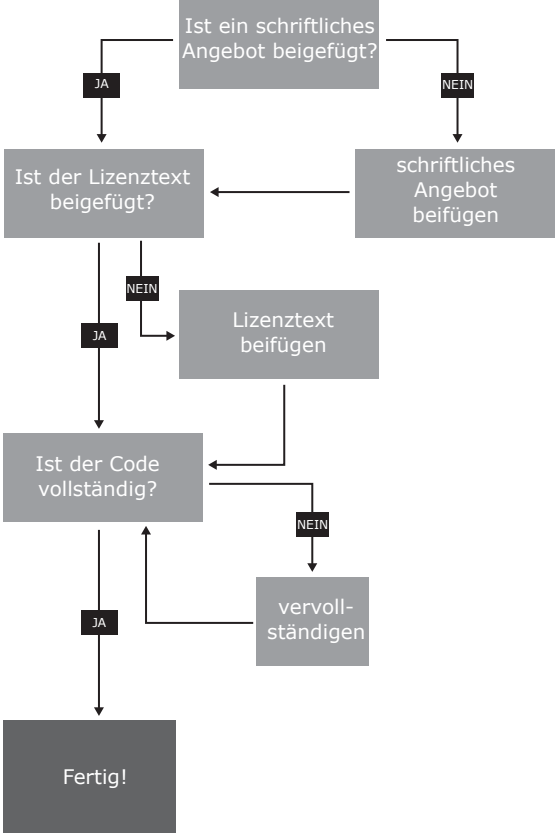 Ist ein schriftliches
Angebot beigefügt?
JA
NEIN
Ist der Lizenztext
beigefügt?
schriftliches
Angebot
beifügen
NEIN
JA
Lizenztext
beifügen
Ist der Code
vollständig?
NEIN
vervoll-
ständigen
JA
Fertig!